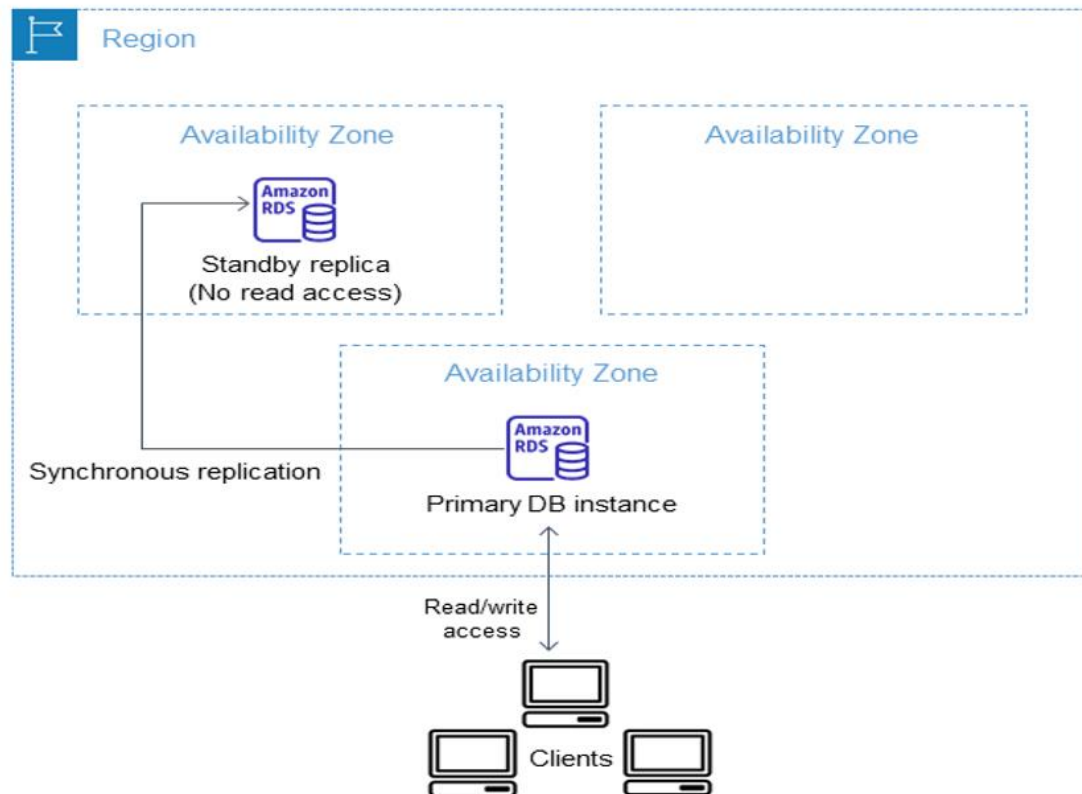 Region
Availability Zone
Amazon
RDS
Standby replica
(No read access)
Availability Zone
Availability Zone
Amazon
RDS
Primary DB instance
Synchronous replication
Read/write
access
Clients